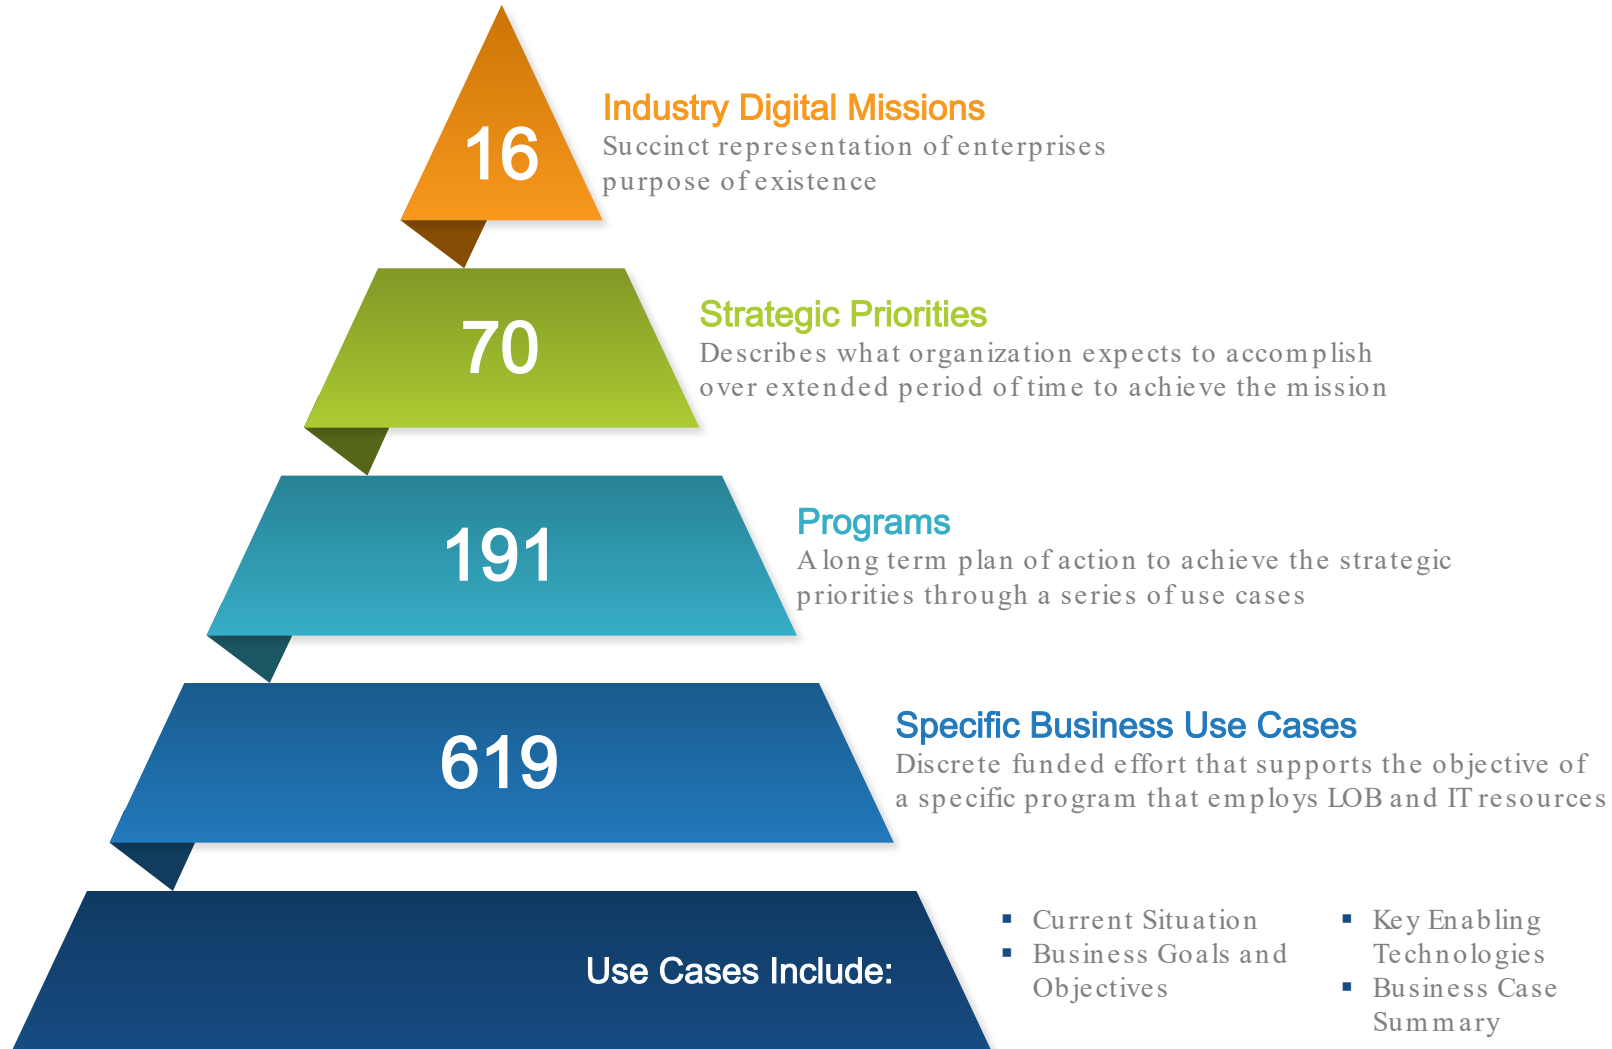 16
Industry Digital Missions
Succinct representation of enterprises
purpose of existence
70
Strategic Priorities
Describes what organization expects to accomplish
over extended period of time to achieve the mission
191
Programs
A long term plan of action to achieve the strategic
priorities through a series of use cases
619
Specific Business Use Cases
Discrete funded effort that supports the objective of
a specific program that employs LOB and IT resources
Use Cases Include:
▪ Current Situation
▪ Business Goals and
Objectives
▪ Key Enabling
Technologies
▪ Business Case
Summary